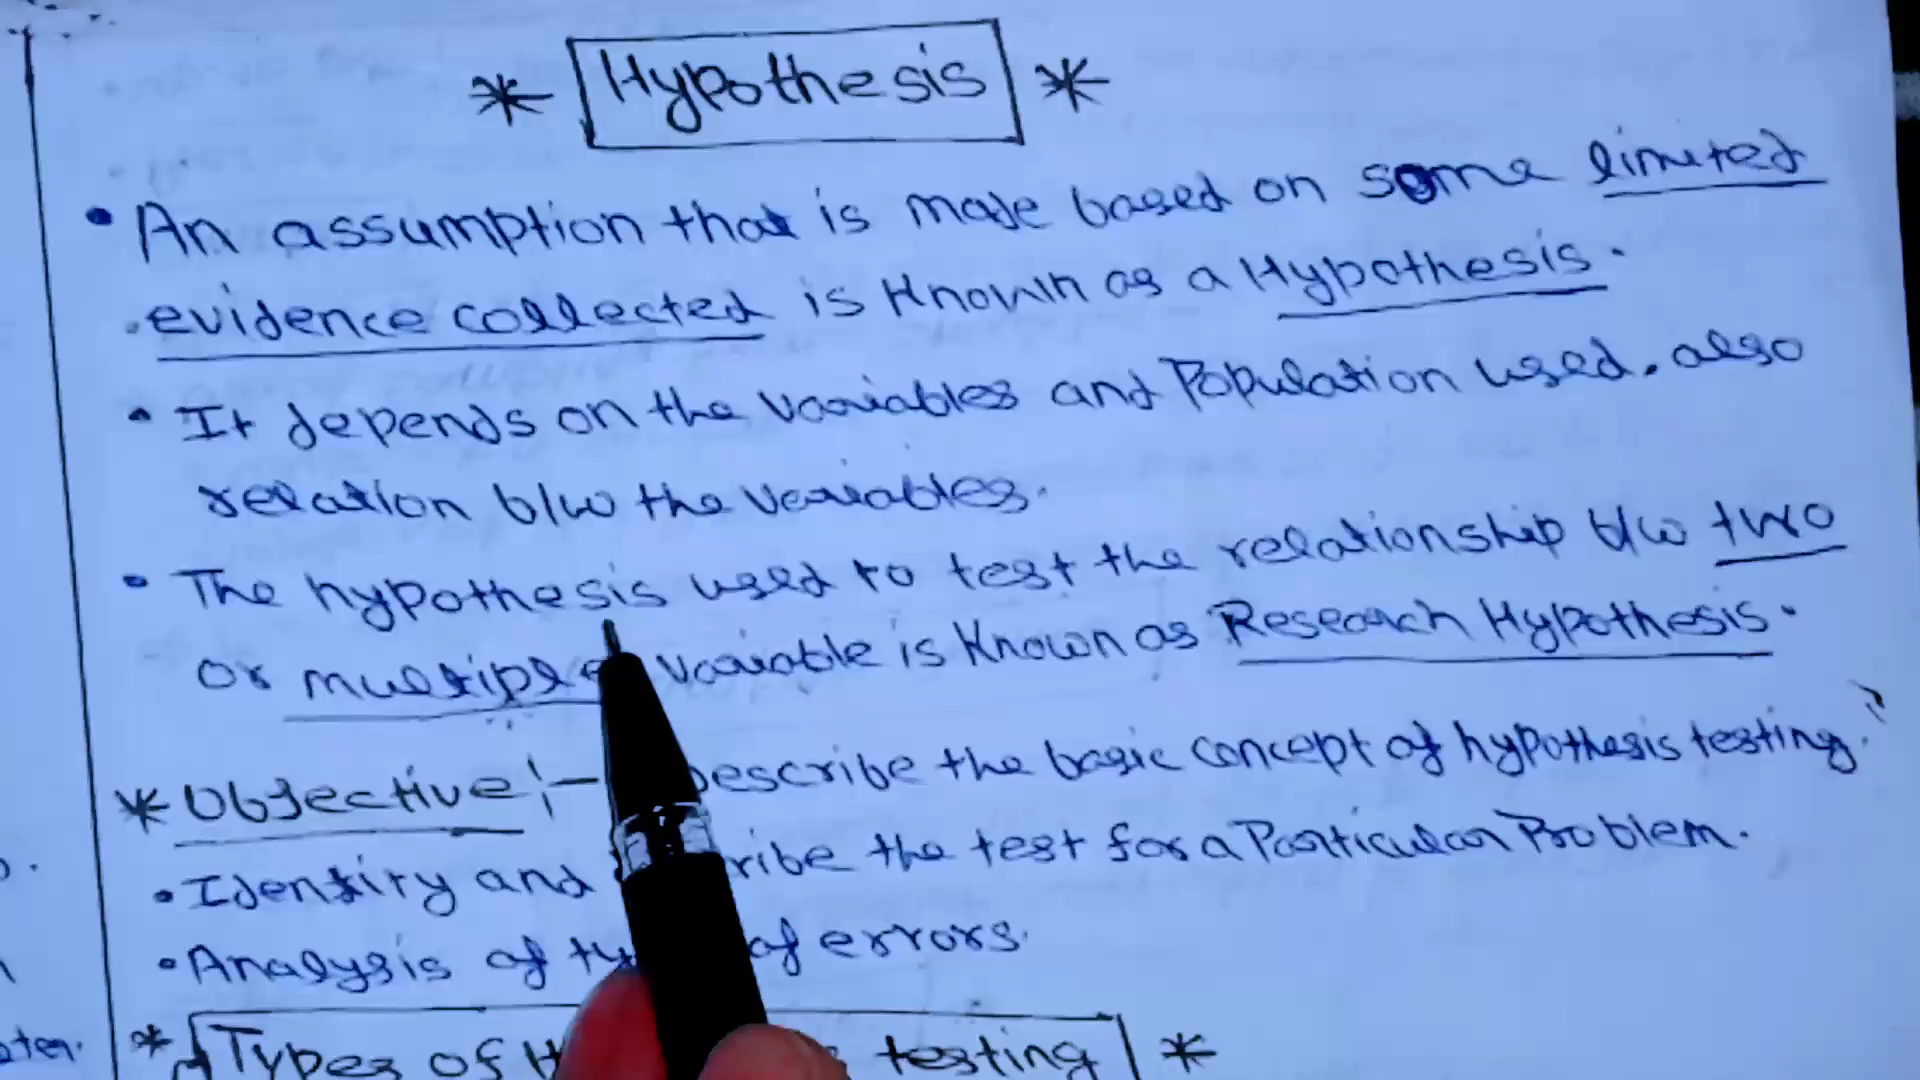 * Hypothesis *
• An assumption that is made based on some limited
evidence collected is known as a Hypothesis.
• It depends on the variables and Population used. also
relation b/w the variables.
• The hypothesis used to test the relationship b/w two
or multiple variable is known as Research Hypothesis.
* Objective :- Describe the basic concept of hypothesis testing.
• Identity and ribe the test for a Particular Problem.
• Analysis of ty of errors.
* Types of H testing *